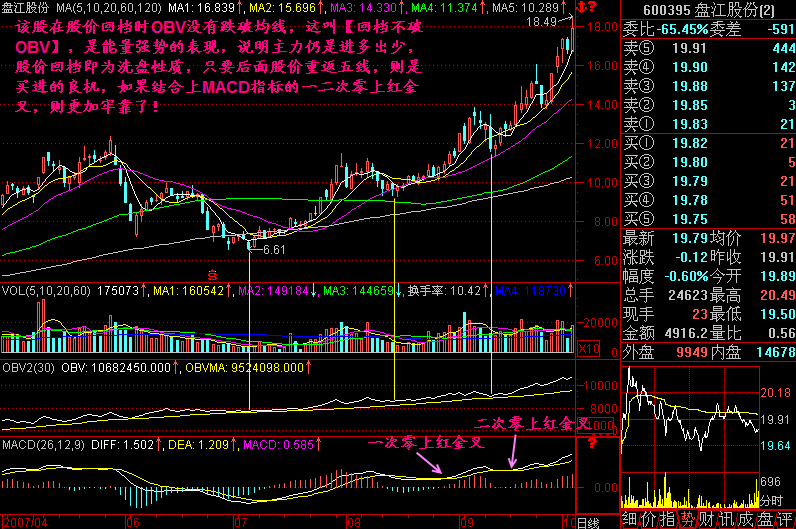 盘江股份 MA(5,10,20,60,120) MA1: 16.839↑, MA2: 15.696↑, MA3: 14.330↑, MA4: 11.374↑, MA5: 10.289↑
18.49
该股在股价回档时OBV没有跌破均线，这叫【回档不破
OBV】，是能量强势的表现，说明主力仍是进多出少，
股价回档即为洗盘性质，只要后面股价重返五线，则是
买进的良机，如果结合上MACD指标的一二次零上红金
叉，则更加牢靠了！
18.00
16.00
14.00
12.00
10.00
8.00
6.00
6.61
VOL(5,10,20,60) 175073↑, MA1: 160542↑, MA2: 149184↓, MA3: 144659↓, 换手率: 10.42↑, MA4: 118730↑
20000
X10
OBV2(30) OBV: 10682450.000↑, OBVMA: 9524098.000↑
10000
8000
X1000
MACD(26,12,9) DIFF: 1.502↑, DEA: 1.209↑, MACD: 0.585↑
一次零上红金叉
二次零上红金叉
0.00
2007/04 06 07 08 09 10 日线
600395 盘江股份(2)
委比 -65.45% 委差 -591
卖⑤ 19.91 444
卖④ 19.90 142
卖③ 19.88 137
卖② 19.85 3
卖① 19.83 21
买① 19.82 21
买② 19.80 5
买③ 19.79 21
买④ 19.78 51
买⑤ 19.75 58
最新 19.79 均价 19.97
涨跌 -0.12 昨收 19.91
幅度 -0.60% 今开 19.89
总手 24623 最高 20.49
现手 23 最低 19.50
金额 4916.2 量比 0.56
外盘 9949 内盘 14678
20.18
19.91
19.64
696
分时
细 价 指 势 财 讯 成 盘 评